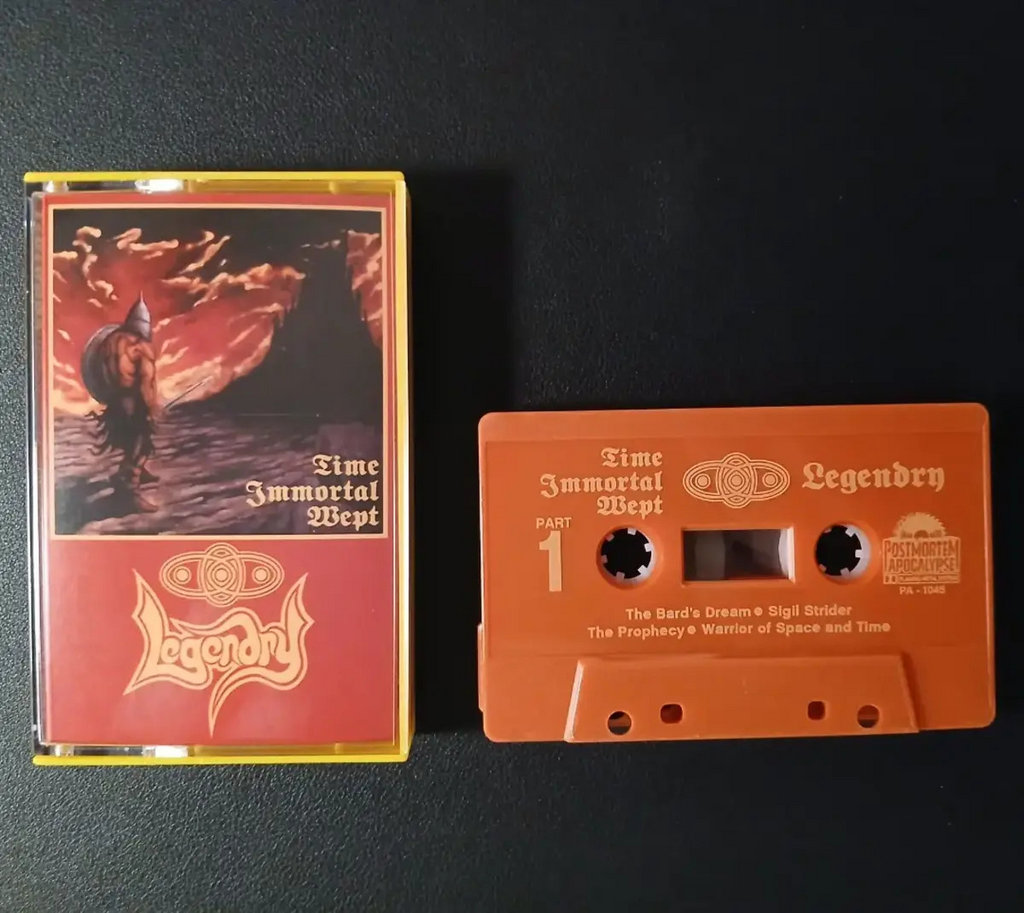 Time
Immortal
Wept
Legendry
Time
Immortal
Wept
Legendry
PART
1
POSTMORTEM
APOCALYPSE
PA - 1045
The Bard's Dream • Sigil Strider
The Prophecy • Warrior of Space and Time